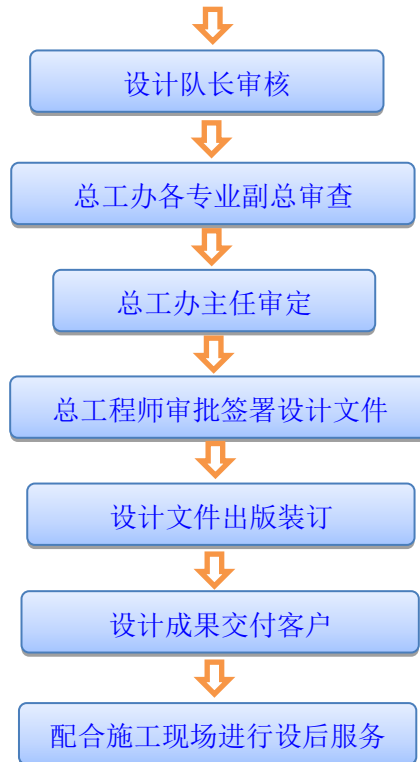 设计队长审核
总工办各专业副总审查
总工办主任审定
总工程师审批签署设计文件
设计文件出版装订
设计成果交付客户
配合施工现场进行设后服务